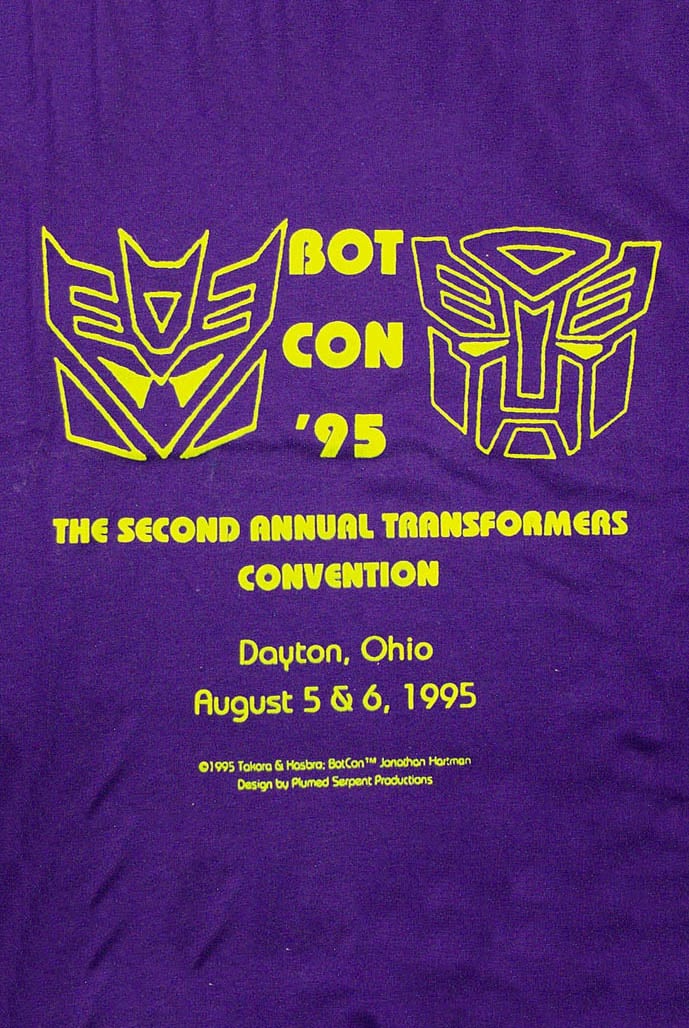 BOT
CON
'95
THE SECOND ANNUAL TRANSFORMERS
CONVENTION
Dayton, Ohio
August 5 & 6, 1995
©1995 Takara & Hasbro; BotCon™ Jonathan Hartman
Design by Plumed Serpent Productions